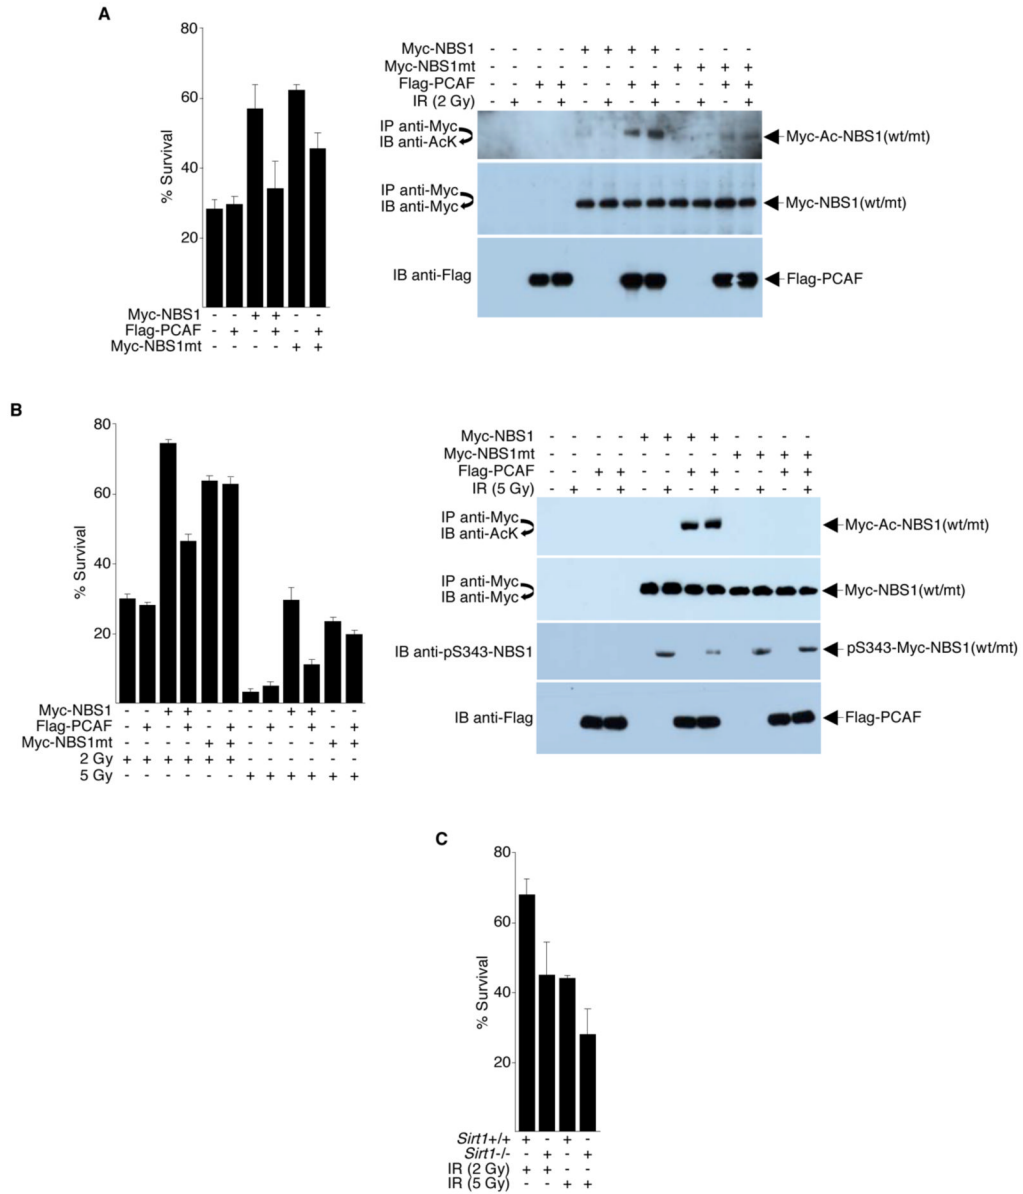 A
80
60
40
20
% Survival
Myc-NBS1 - - + + - -
Flag-PCAF - + - + - +
Myc-NBS1mt - - - - + +
Myc-NBS1 - - - - + + + + - - - -
Myc-NBS1mt - - - - - - - - + + + +
Flag-PCAF - - + + - - + + - - + +
IR (2 Gy) - + - + - + - + - + - +
IP anti-Myc
IB anti-AcK
Myc-Ac-NBS1(wt/mt)
IP anti-Myc
IB anti-Myc
Myc-NBS1(wt/mt)
IB anti-Flag
Flag-PCAF
B
80
60
40
20
% Survival
Myc-NBS1 - - + + - - - - + + - -
Flag-PCAF - + - + - + - + - + - +
Myc-NBS1mt - - - - + + - - - - + +
2 Gy + + + + + + - - - - - -
5 Gy - - - - - - + + + + + +
Myc-NBS1 - - - - + + + + - - - -
Myc-NBS1mt - - - - - - - - + + + +
Flag-PCAF - - + + - - + + - - + +
IR (5 Gy) - + - + - + - + - + - +
IP anti-Myc
IB anti-AcK
Myc-Ac-NBS1(wt/mt)
IP anti-Myc
IB anti-Myc
Myc-NBS1(wt/mt)
IB anti-pS343-NBS1
pS343-Myc-NBS1(wt/mt)
IB anti-Flag
Flag-PCAF
C
80
60
40
20
% Survival
Sirt1+/+ + - + -
Sirt1-/- - + - +
IR (2 Gy) + + - -
IR (5 Gy) - - + +